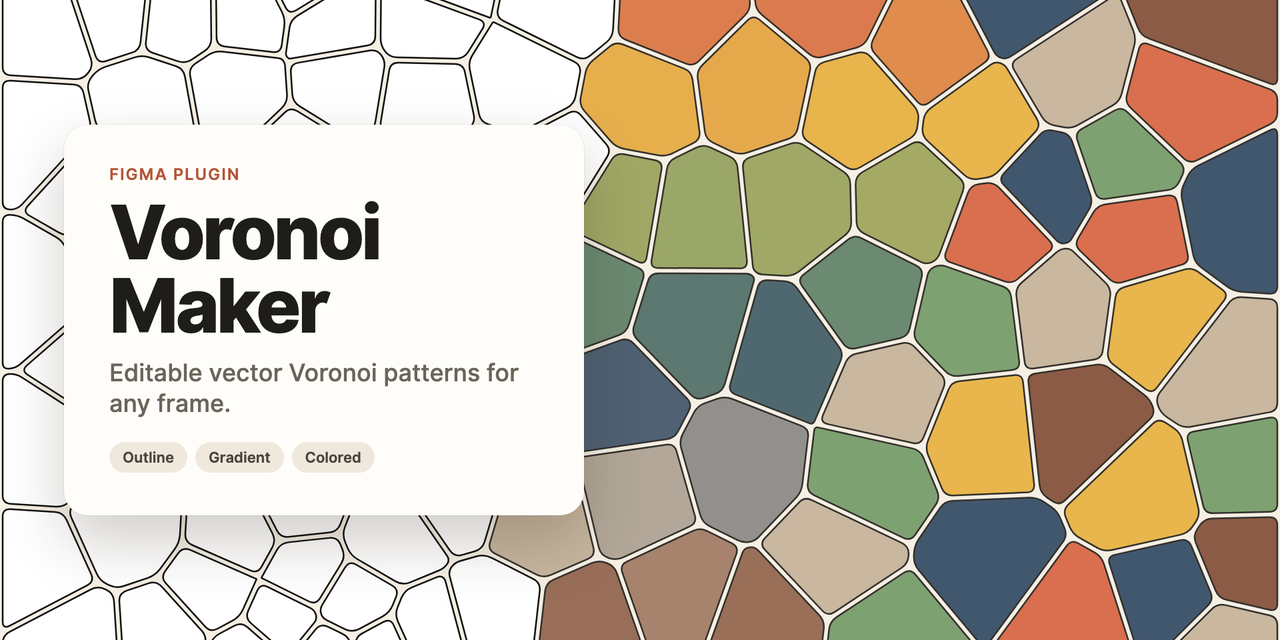 FIGMA PLUGIN
Voronoi
Maker
Editable vector Voronoi patterns for
any frame.
Outline Gradient Colored